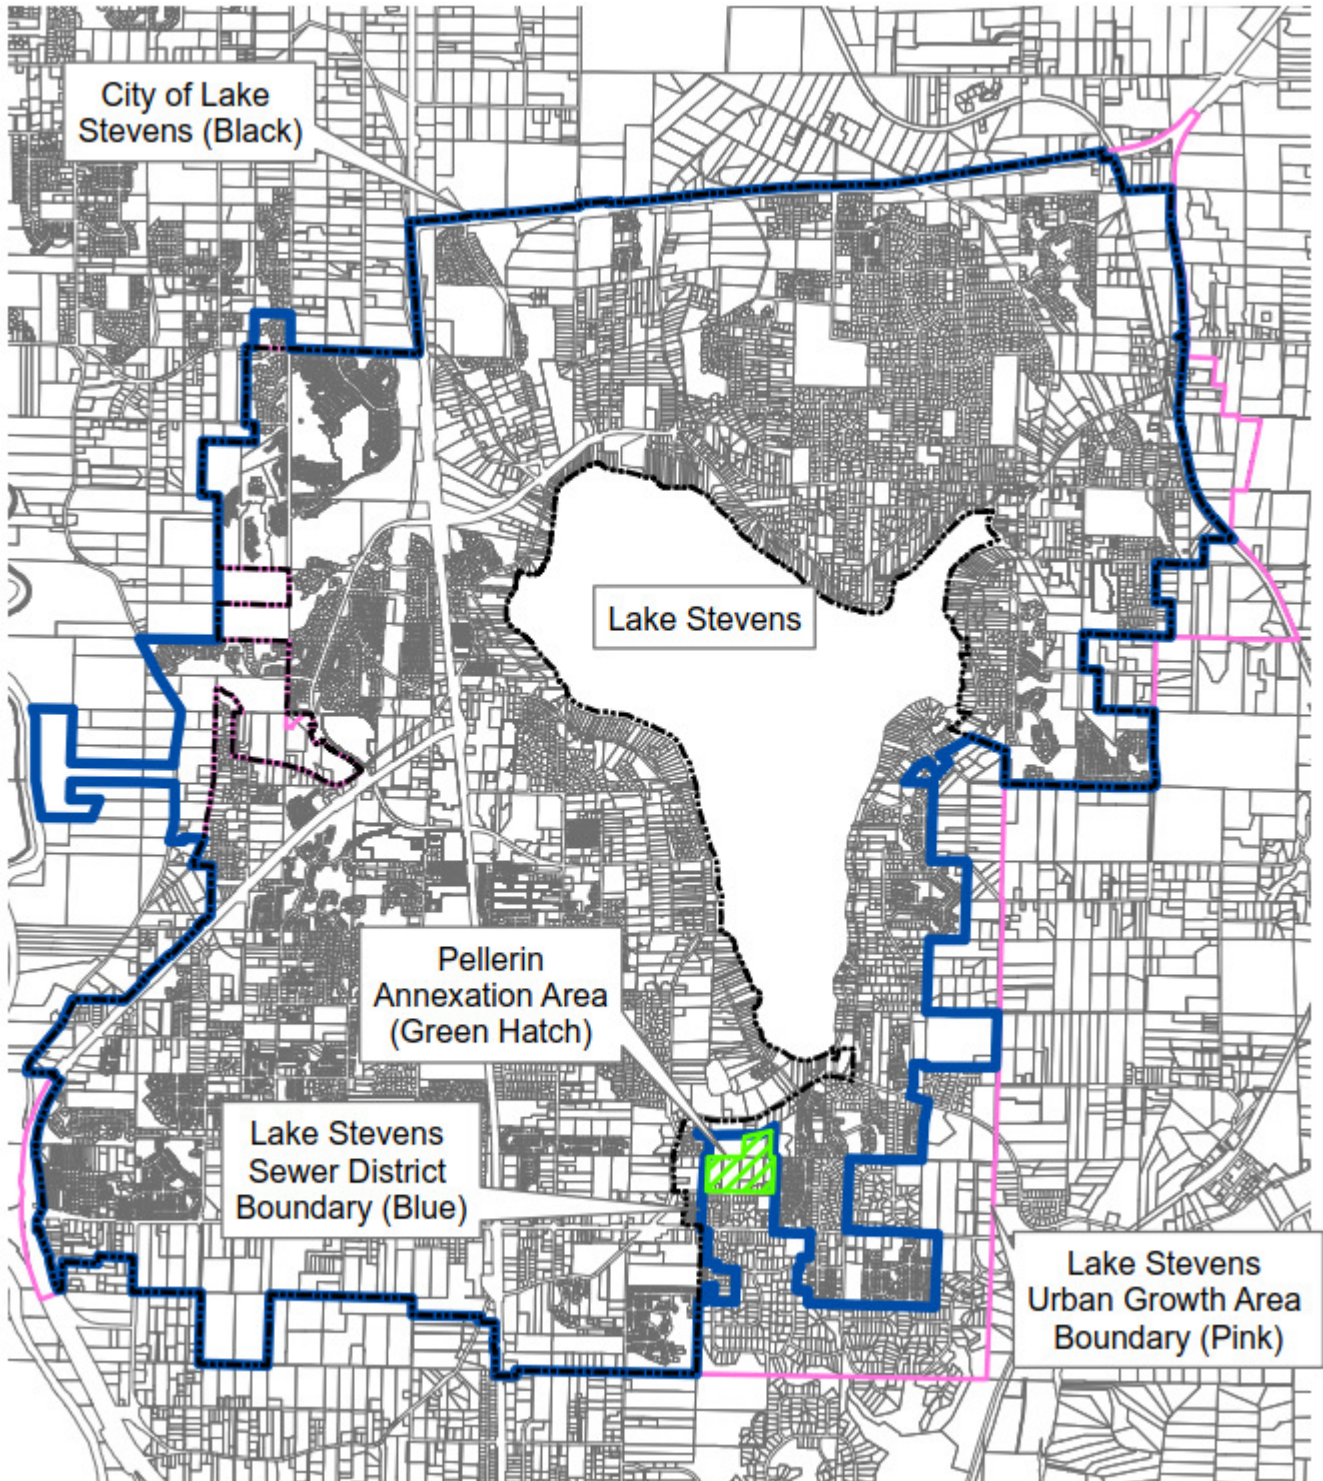 City of Lake
Stevens (Black)
Lake Stevens
Pellerin
Annexation Area
(Green Hatch)
Lake Stevens
Sewer District
Boundary (Blue)
Lake Stevens
Urban Growth Area
Boundary (Pink)